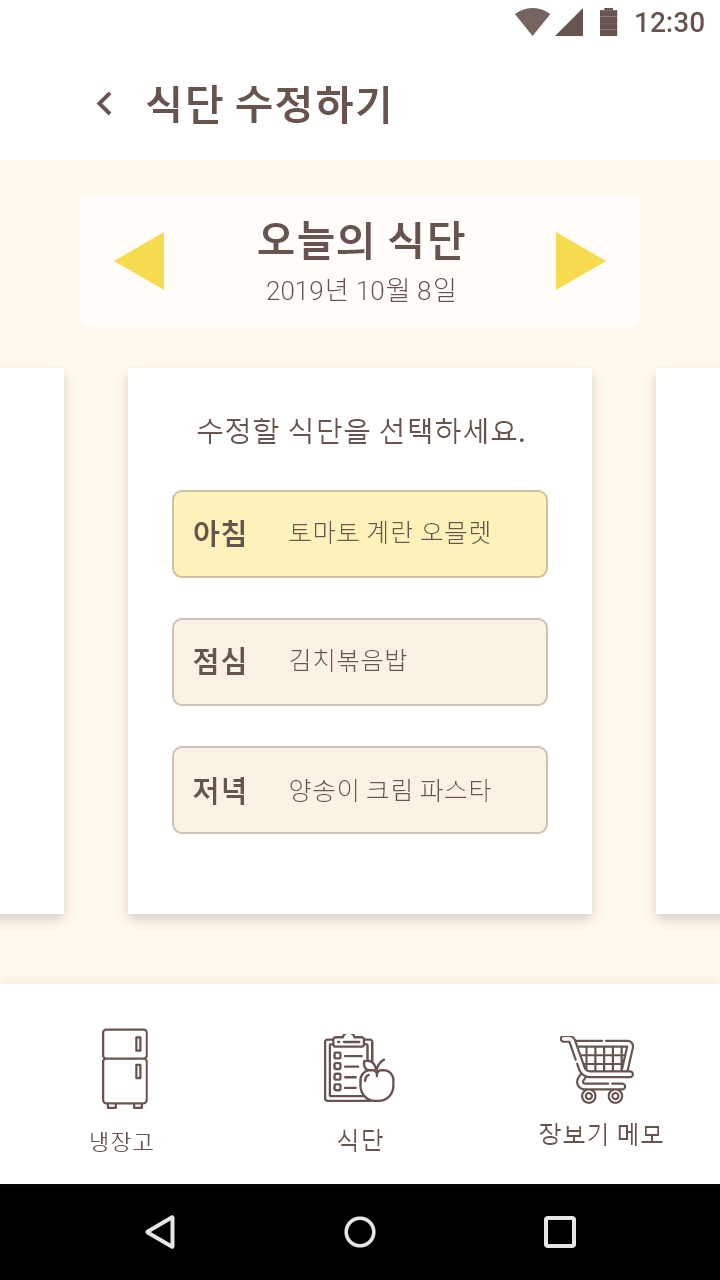 12:30
식단 수정하기
오늘의 식단
2019년 10월 8일
수정할 식단을 선택하세요.
아침 토마토 계란 오믈렛
점심 김치볶음밥
저녁 양송이 크림 파스타
냉장고 식단 장보기 메모